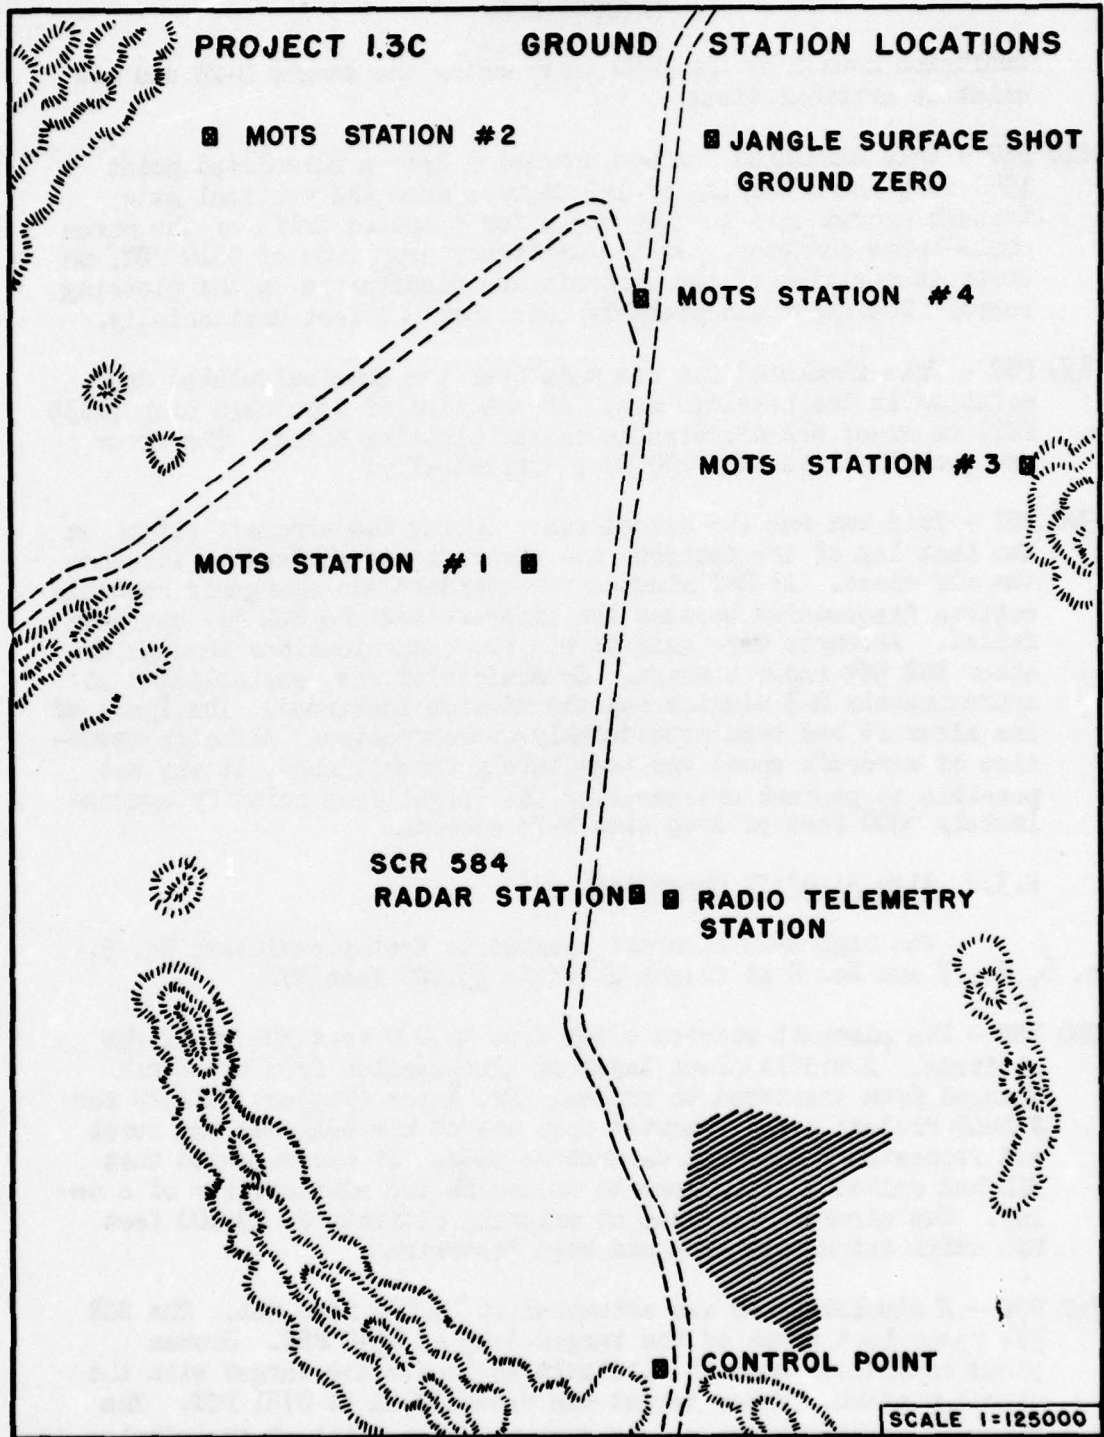 PROJECT 1.3C GROUND STATION LOCATIONS
MOTS STATION #2
JANGLE SURFACE SHOT
GROUND ZERO
MOTS STATION #4
MOTS STATION #3
MOTS STATION #1
SCR 584
RADAR STATION
RADIO TELEMETRY
STATION
CONTROL POINT
SCALE 1=125000